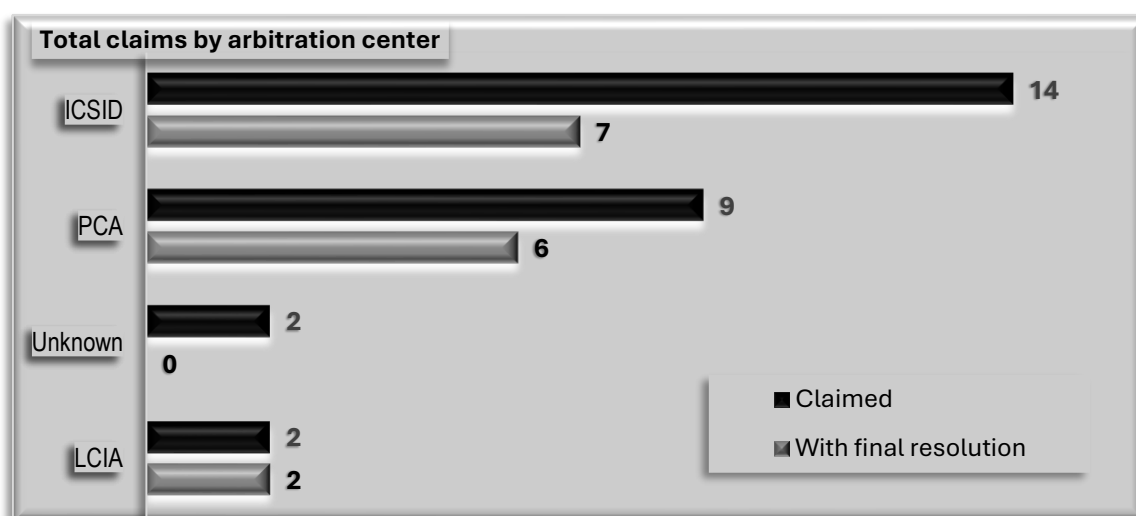 Total claims by arbitration center
ICSID
14
7
PCA
9
6
Unknown
2
0
LCIA
2
2
Claimed
With final resolution